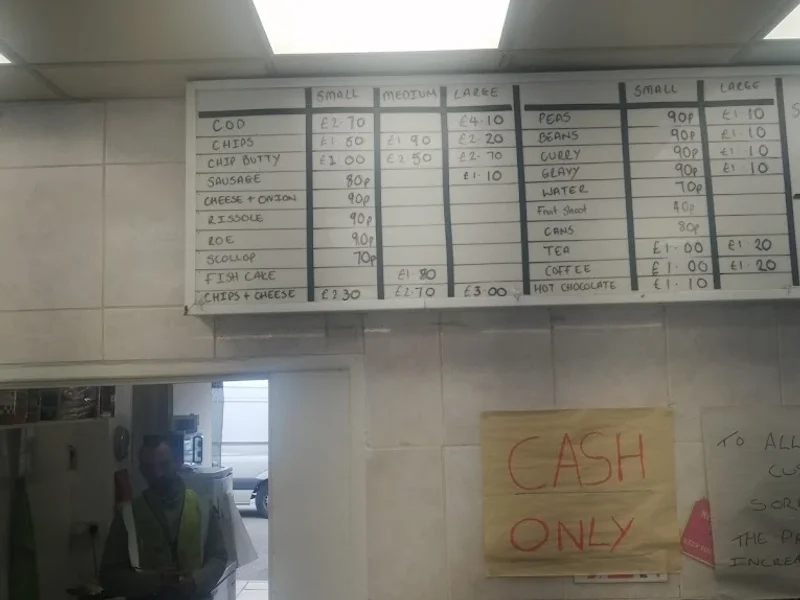 SMALL MEDIUM LARGE
COD £2·70 £4·10
CHIPS £1 60 £1 90 £2·20
CHIP BUTTY £2 50 £2·70
SAUSAGE 80p £1·10
CHEESE + ONION 90p
RISSOLE 90p
ROE 90p
SCOLLOP 70p
FISH CAKE £1·80
CHIPS + CHEESE £2 30 £2·70 £3·00
SMALL LARGE
PEAS 90p £1·10
BEANS 90p £1·10
CURRY 90p £1·10
GRAVY 90p £1·10
WATER 70p
Fruit Shoot 40p
CANS 80p
TEA £1·00 £1·20
COFFEE £1·00 £1·20
HOT CHOCOLATE £1·10
CASH
ONLY
TO ALL
THE